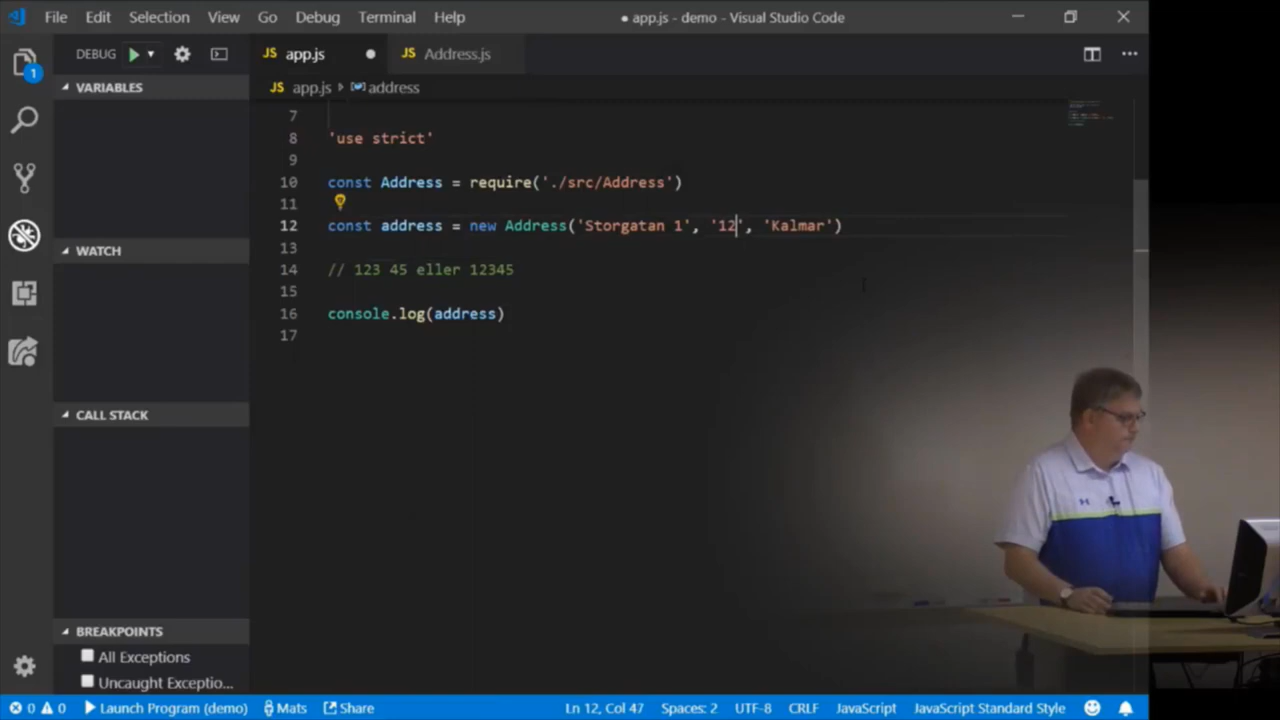 File Edit Selection View Go Debug Terminal Help ● app.js - demo - Visual Studio Code
DEBUG JS app.js ● JS Address.js
1
VARIABLES
JS app.js address
7
8 'use strict'
9
10 const Address = require('./src/Address')
11
12 const address = new Address('Storgatan 1', '12', 'Kalmar')
WATCH
13
14 // 123 45 eller 12345
15
16 console.log(address)
17
CALL STACK
BREAKPOINTS
All Exceptions
Uncaught Exceptio...
0 0 Launch Program (demo) Mats Share Ln 12, Col 47 Spaces: 2 UTF-8 CRLF JavaScript JavaScript Standard Style